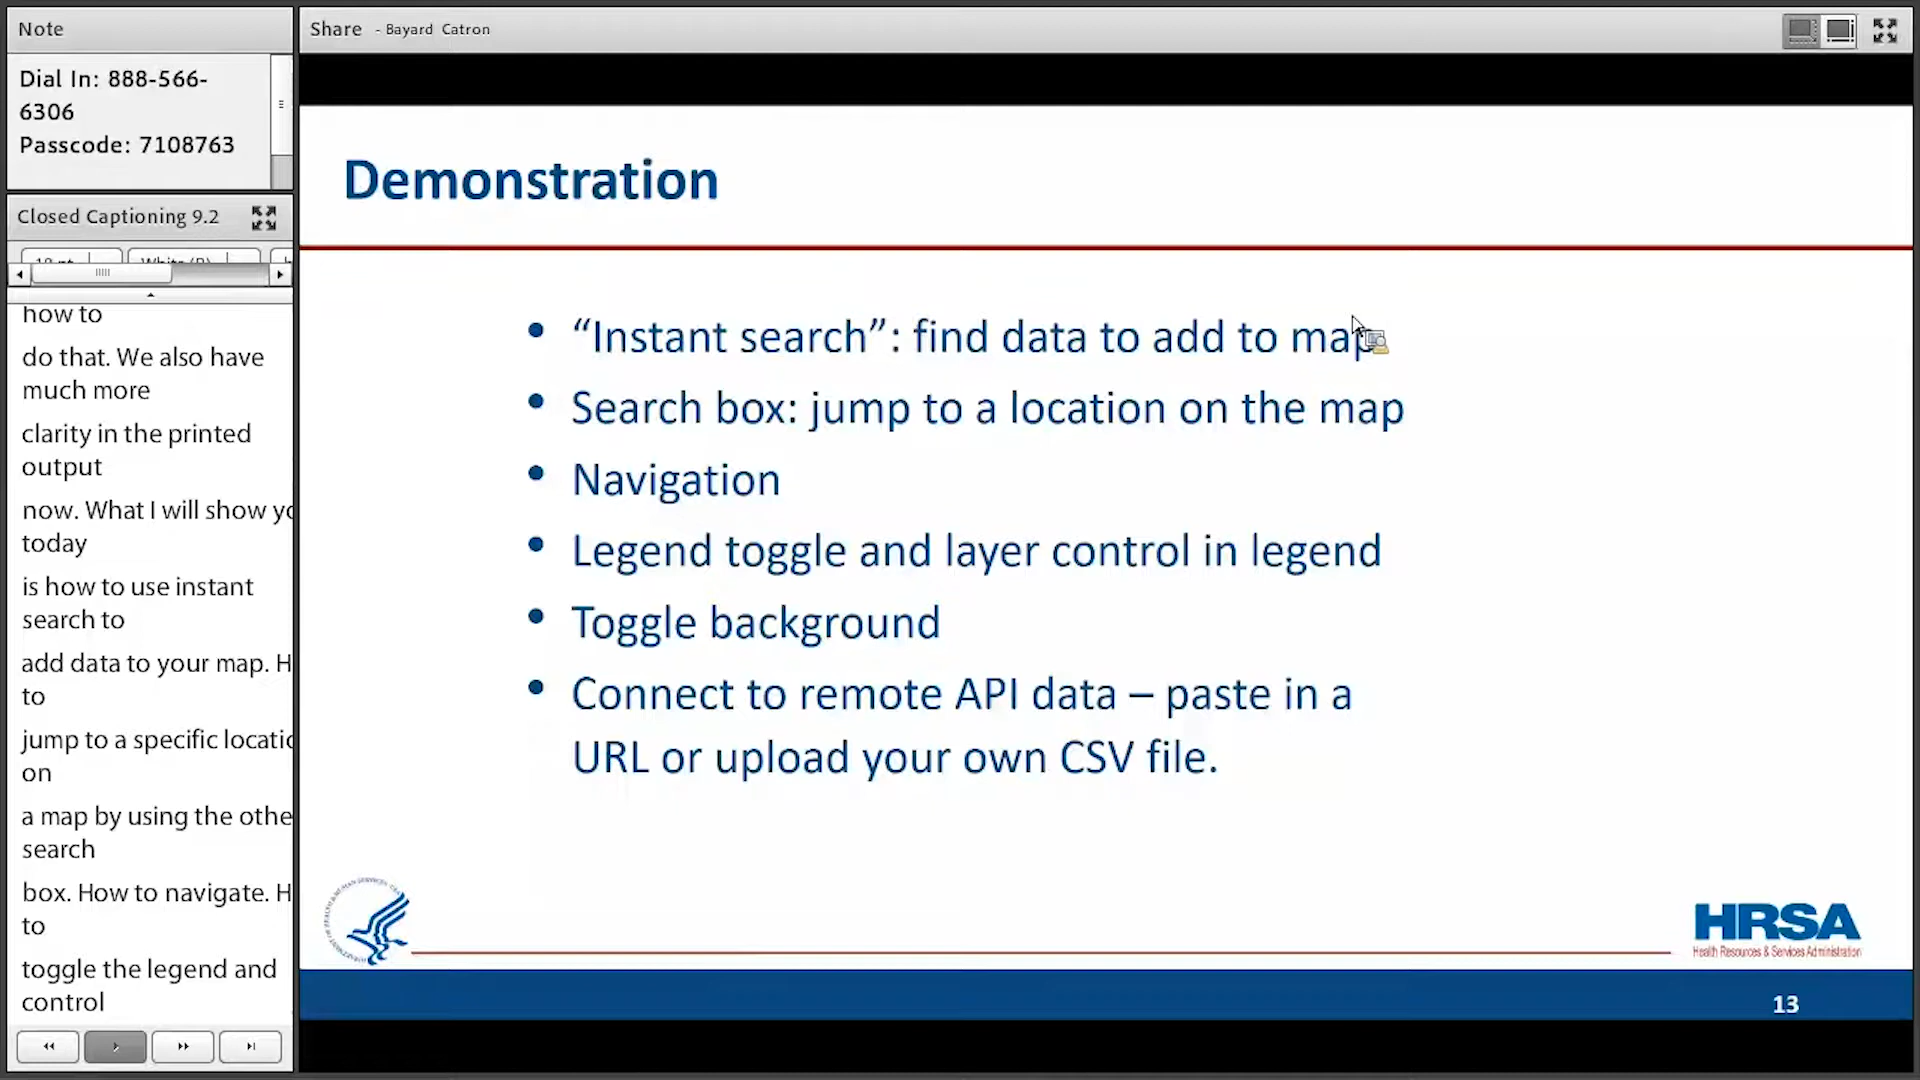 Note
Dial In: 888-566-
6306
Passcode: 7108763
Closed Captioning 9.2
how to
do that. We also have
much more
clarity in the printed
output
now. What I will show yo
today
is how to use instant
search to
add data to your map. H
to
jump to a specific locatio
on
a map by using the othe
search
box. How to navigate. H
to
toggle the legend and
control
Share - Bayard Catron
Demonstration
• “Instant search”: find data to add to map
• Search box: jump to a location on the map
• Navigation
• Legend toggle and layer control in legend
• Toggle background
• Connect to remote API data – paste in a
URL or upload your own CSV file.
HRSA
Health Resources & Services Administration
13